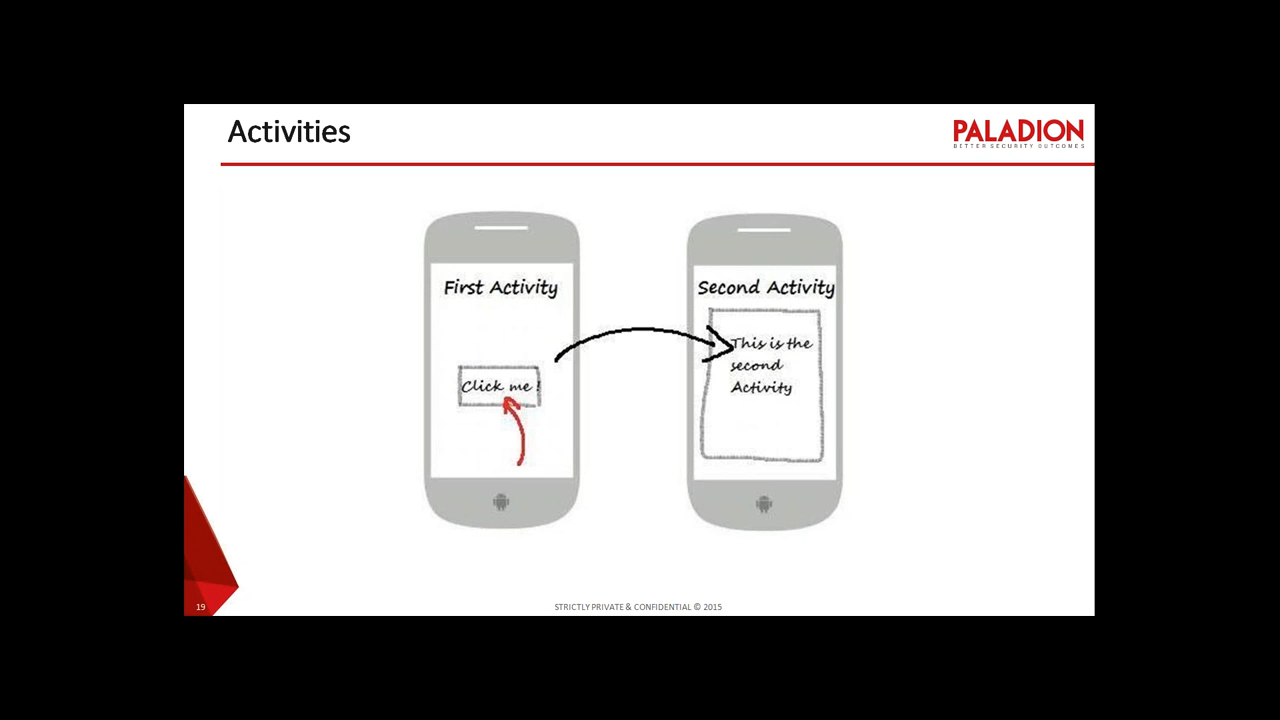 Activities
PALADION
BETTER SECURITY OUTCOMES
First Activity
Click me !
Second Activity
This is the
second
Activity
19
STRICTLY PRIVATE & CONFIDENTIAL © 2015